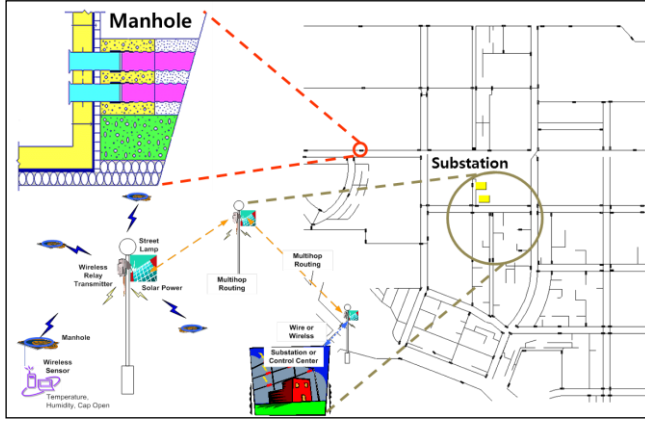 Manhole
Substation
Street
Lamp
Wireless
Relay
Transmitter
Solar Power
Multihop
Routing
Multihop
Routing
Manhole
Wireless
Sensor
Temperature,
Humidity, Cap Open
Wire or
Wirelss
Substation or
Control Center